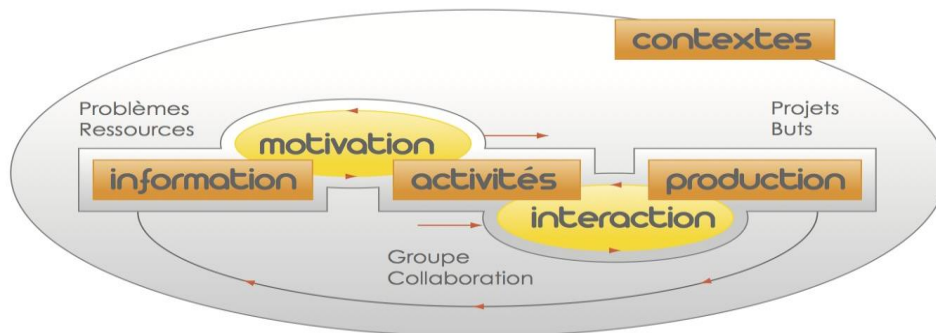 contextes
Problèmes
Ressources
Projets
Buts
motivation
information
activités
production
interaction
Groupe
Collaboration